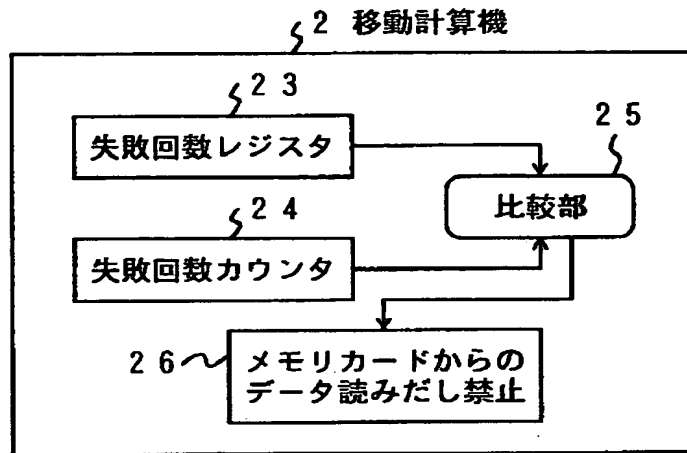 2 移動計算機
23
失敗回数レジスタ
25
比較部
24
失敗回数カウンタ
26
メモリカードからの
データ読みだし禁止